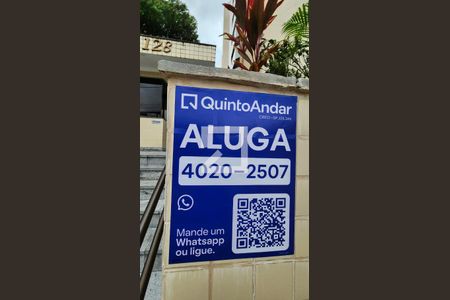 128
QuintoAndar
ALUGA
4020-2507
Mande um
Whatsapp
ou ligue.